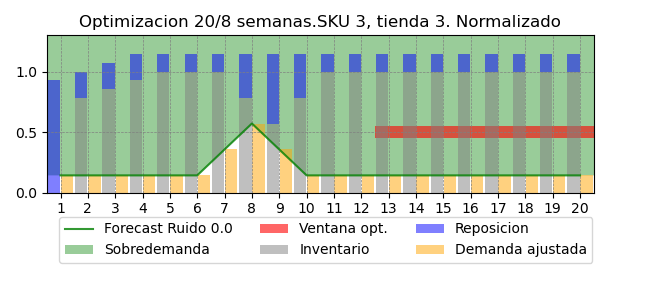 Optimizacion 20/8 semanas.SKU 3, tienda 3. Normalizado
1.0
0.5
0.0
1 2 3 4 5 6 7 8 9 10 11 12 13 14 15 16 17 18 19 20
Forecast Ruido 0.0 Ventana opt. Reposicion
Sobredemanda Inventario Demanda ajustada